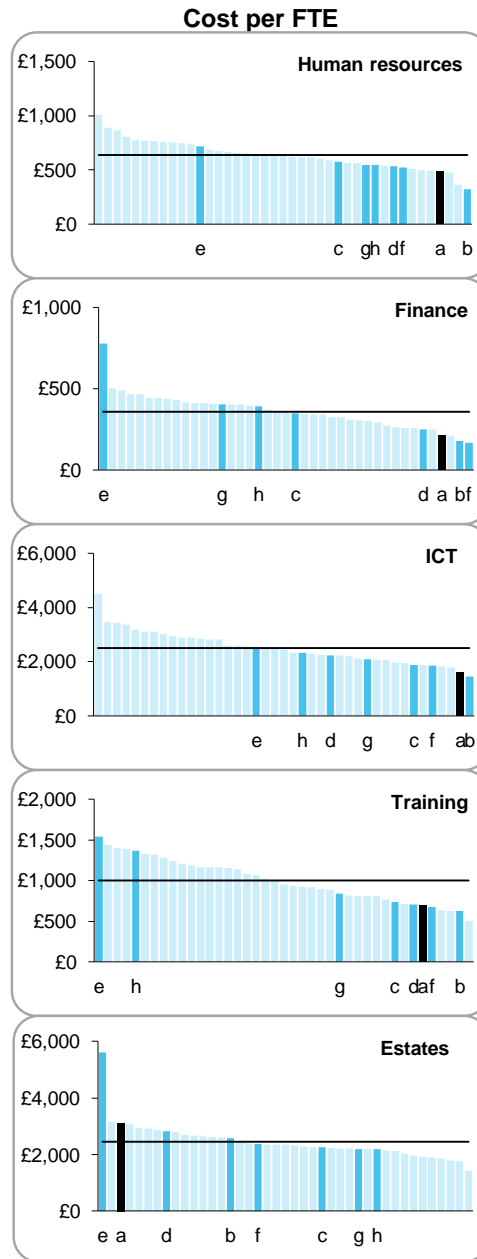 Cost per FTE
Human resources
£1,500
£1,000
£500
£0
e c gh df a b
Finance
£1,000
£500
£0
e g h c d a bf
ICT
£6,000
£4,000
£2,000
£0
e h d g c f ab
Training
£2,000
£1,500
£1,000
£500
£0
e h g c daf b
Estates
£6,000
£4,000
£2,000
£0
e a d b f c g h